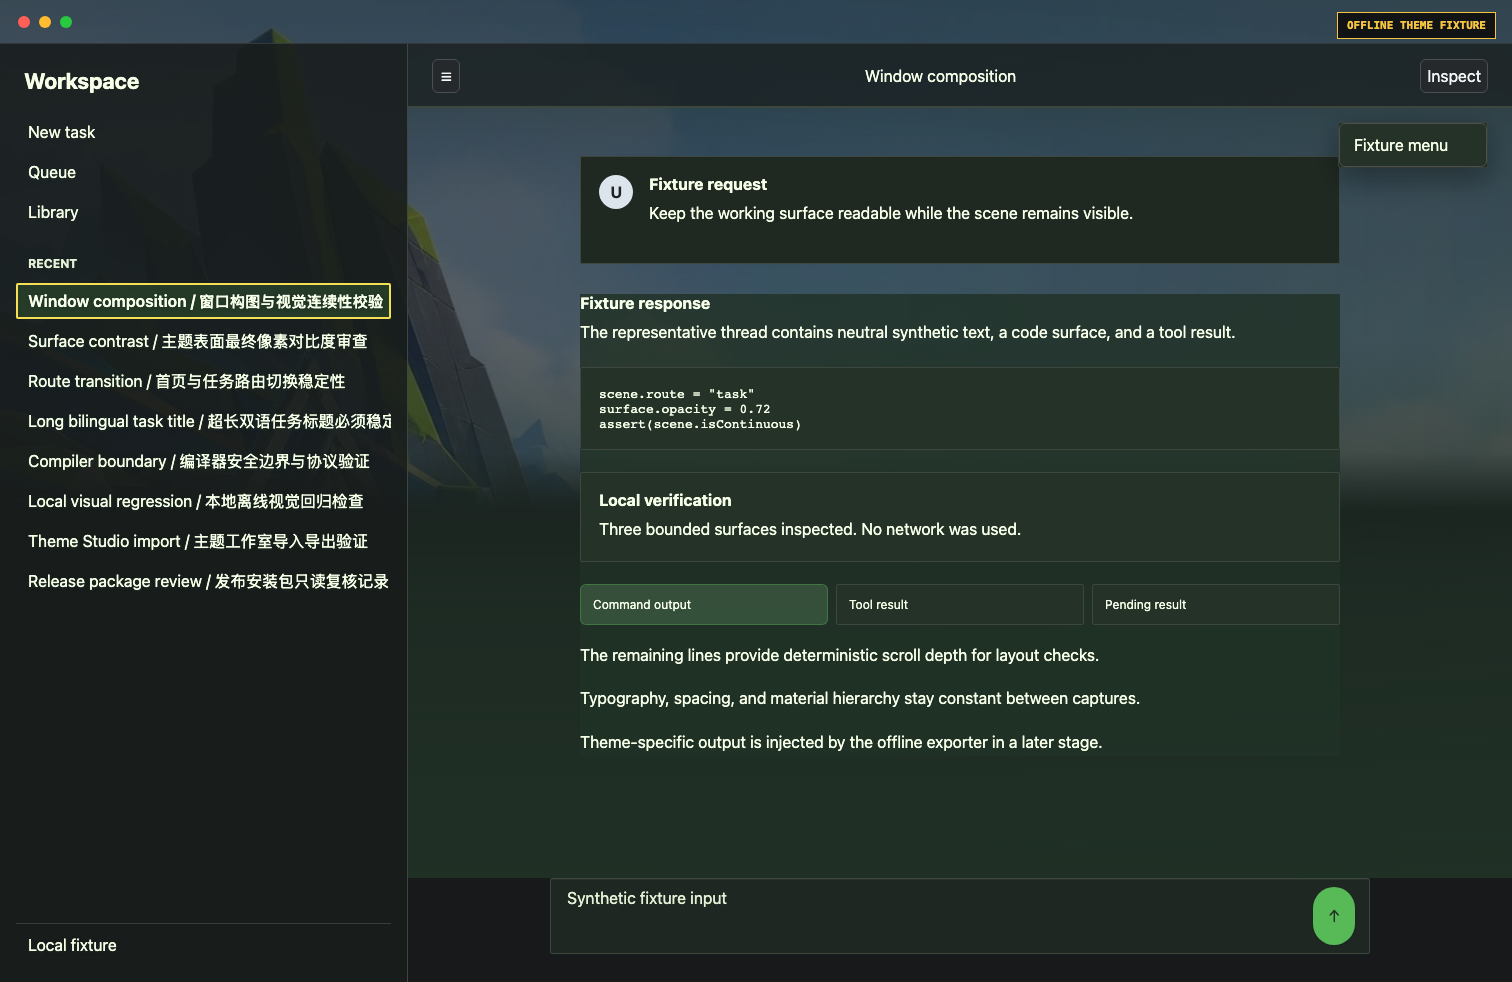 OFFLINE THEME FIXTURE
Workspace
New task
Queue
Library
RECENT
Window composition / 窗口构图与视觉连续性校验
Surface contrast / 主题表面最终像素对比度审查
Route transition / 首页与任务路由切换稳定性
Long bilingual task title / 超长双语任务标题必须稳定
Compiler boundary / 编译器安全边界与协议验证
Local visual regression / 本地离线视觉回归检查
Theme Studio import / 主题工作室导入导出验证
Release package review / 发布安装包只读复核记录
Local fixture
Window composition
Inspect
Fixture menu
U
Fixture request
Keep the working surface readable while the scene remains visible.
Fixture response
The representative thread contains neutral synthetic text, a code surface, and a tool result.
scene.route = "task"
surface.opacity = 0.72
assert(scene.isContinuous)
Local verification
Three bounded surfaces inspected. No network was used.
Command output
Tool result
Pending result
The remaining lines provide deterministic scroll depth for layout checks.
Typography, spacing, and material hierarchy stay constant between captures.
Theme-specific output is injected by the offline exporter in a later stage.
Synthetic fixture input